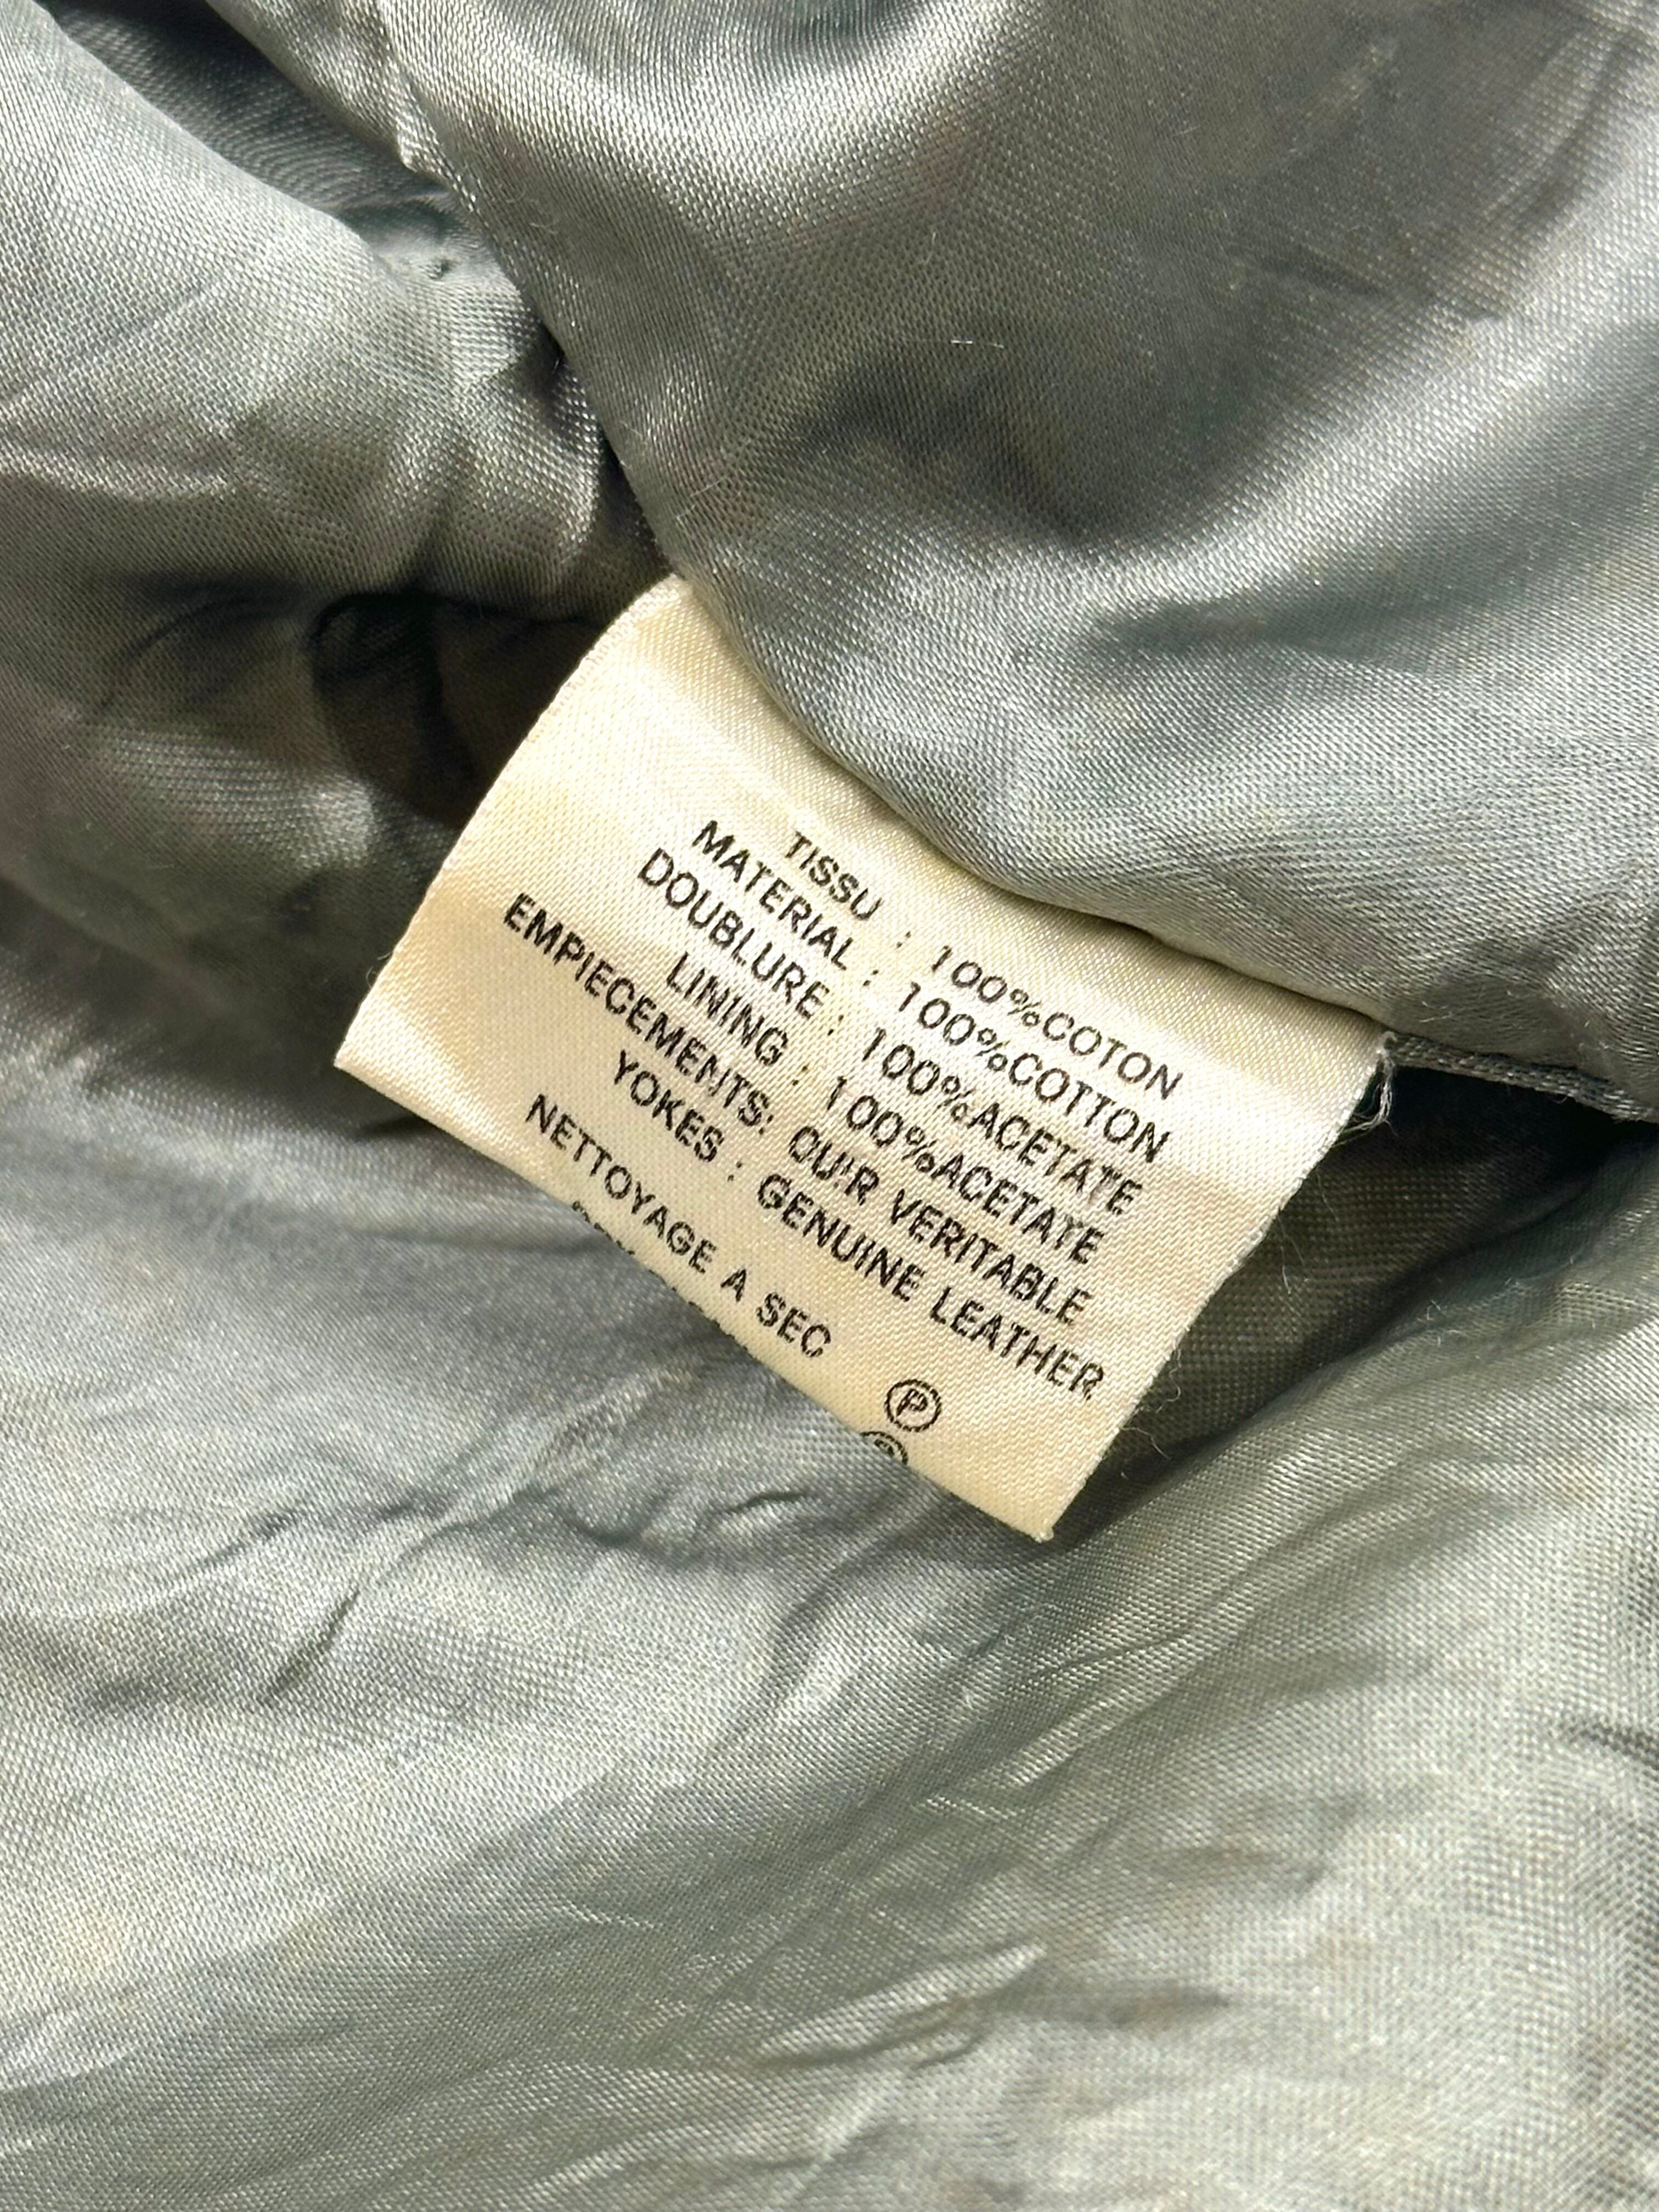 TISSU : 100%COTON
MATERIAL : 100%COTTON
DOUBLURE : 100%ACETATE
LINING : 100%ACETATE
EMPIECEMENTS: CU'R VERITABLE
YOKES : GENUINE LEATHER
NETTOYAGE A SEC Ⓟ